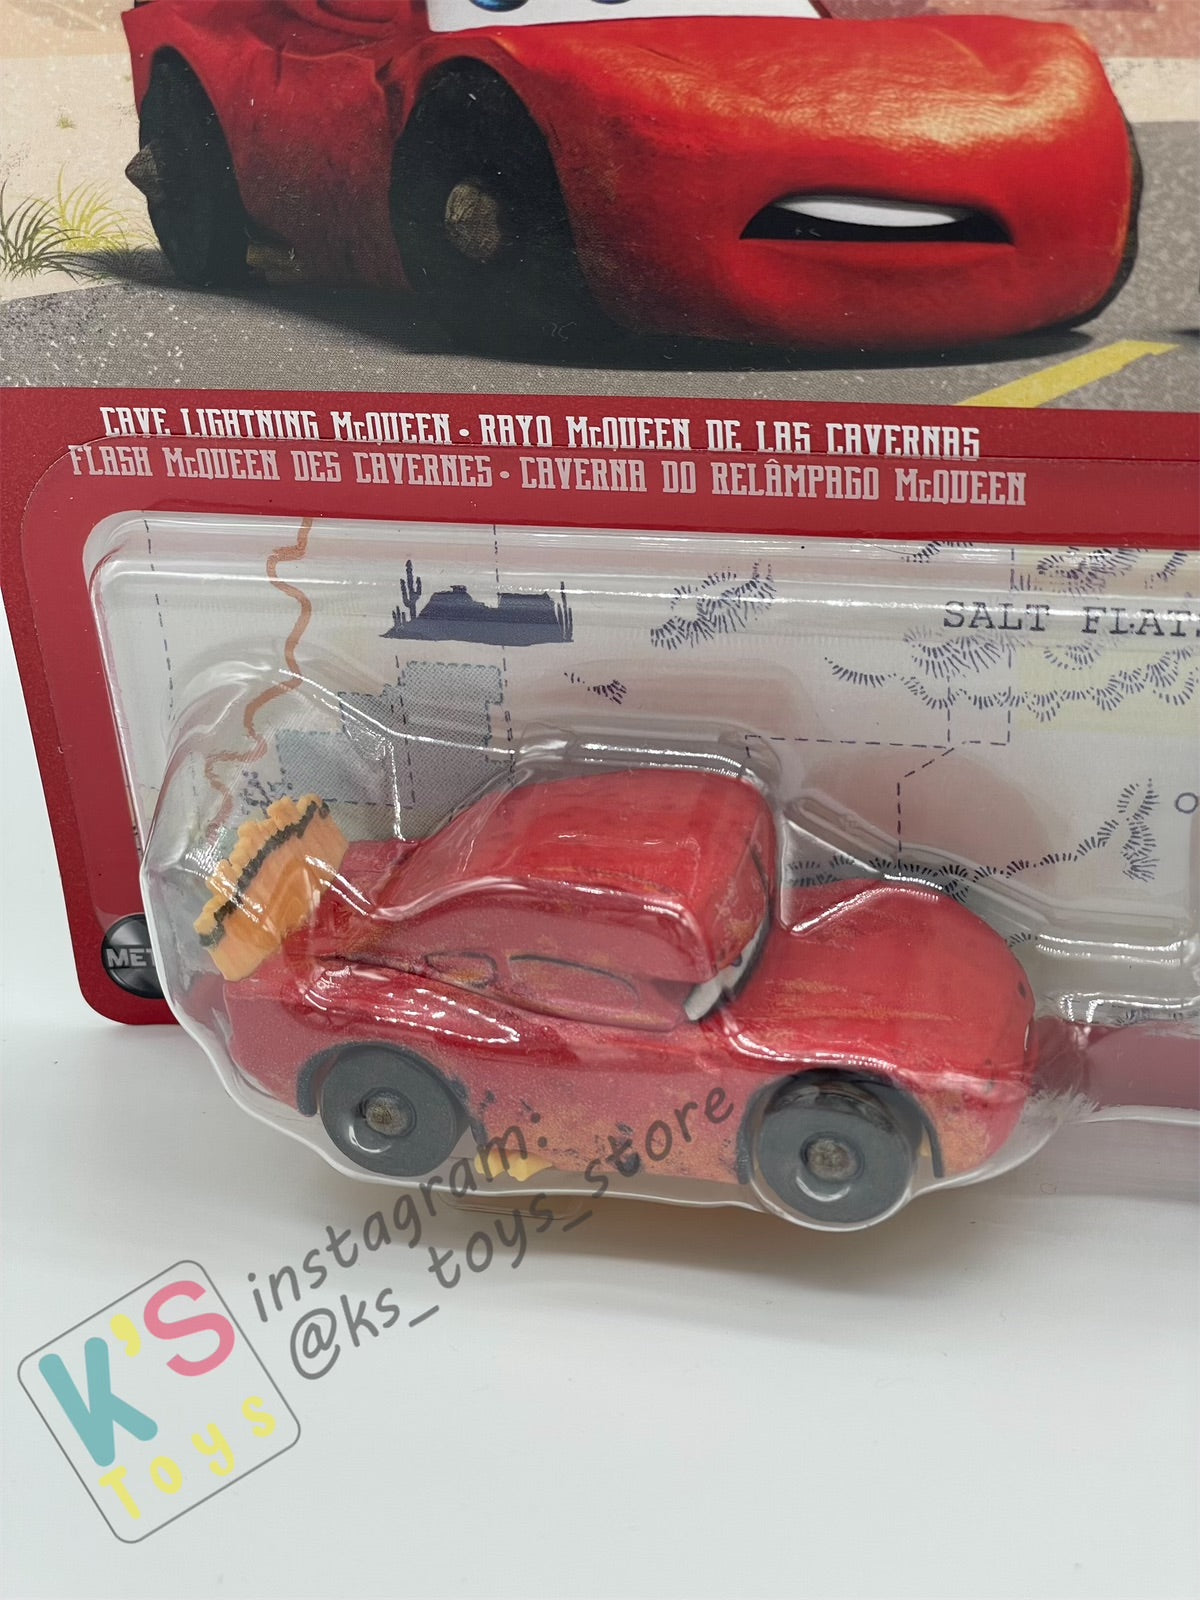 CAVE LIGHTNING McQUEEN • RAYO McQUEEN DE LAS CAVERNAS
FLASH McQUEEN DES CAVERNES • CAVERNA DO RELÂMPAGO McQUEEN
SALT FLATS
MET
instagram:
@ks_toys_store
K'S
Toys